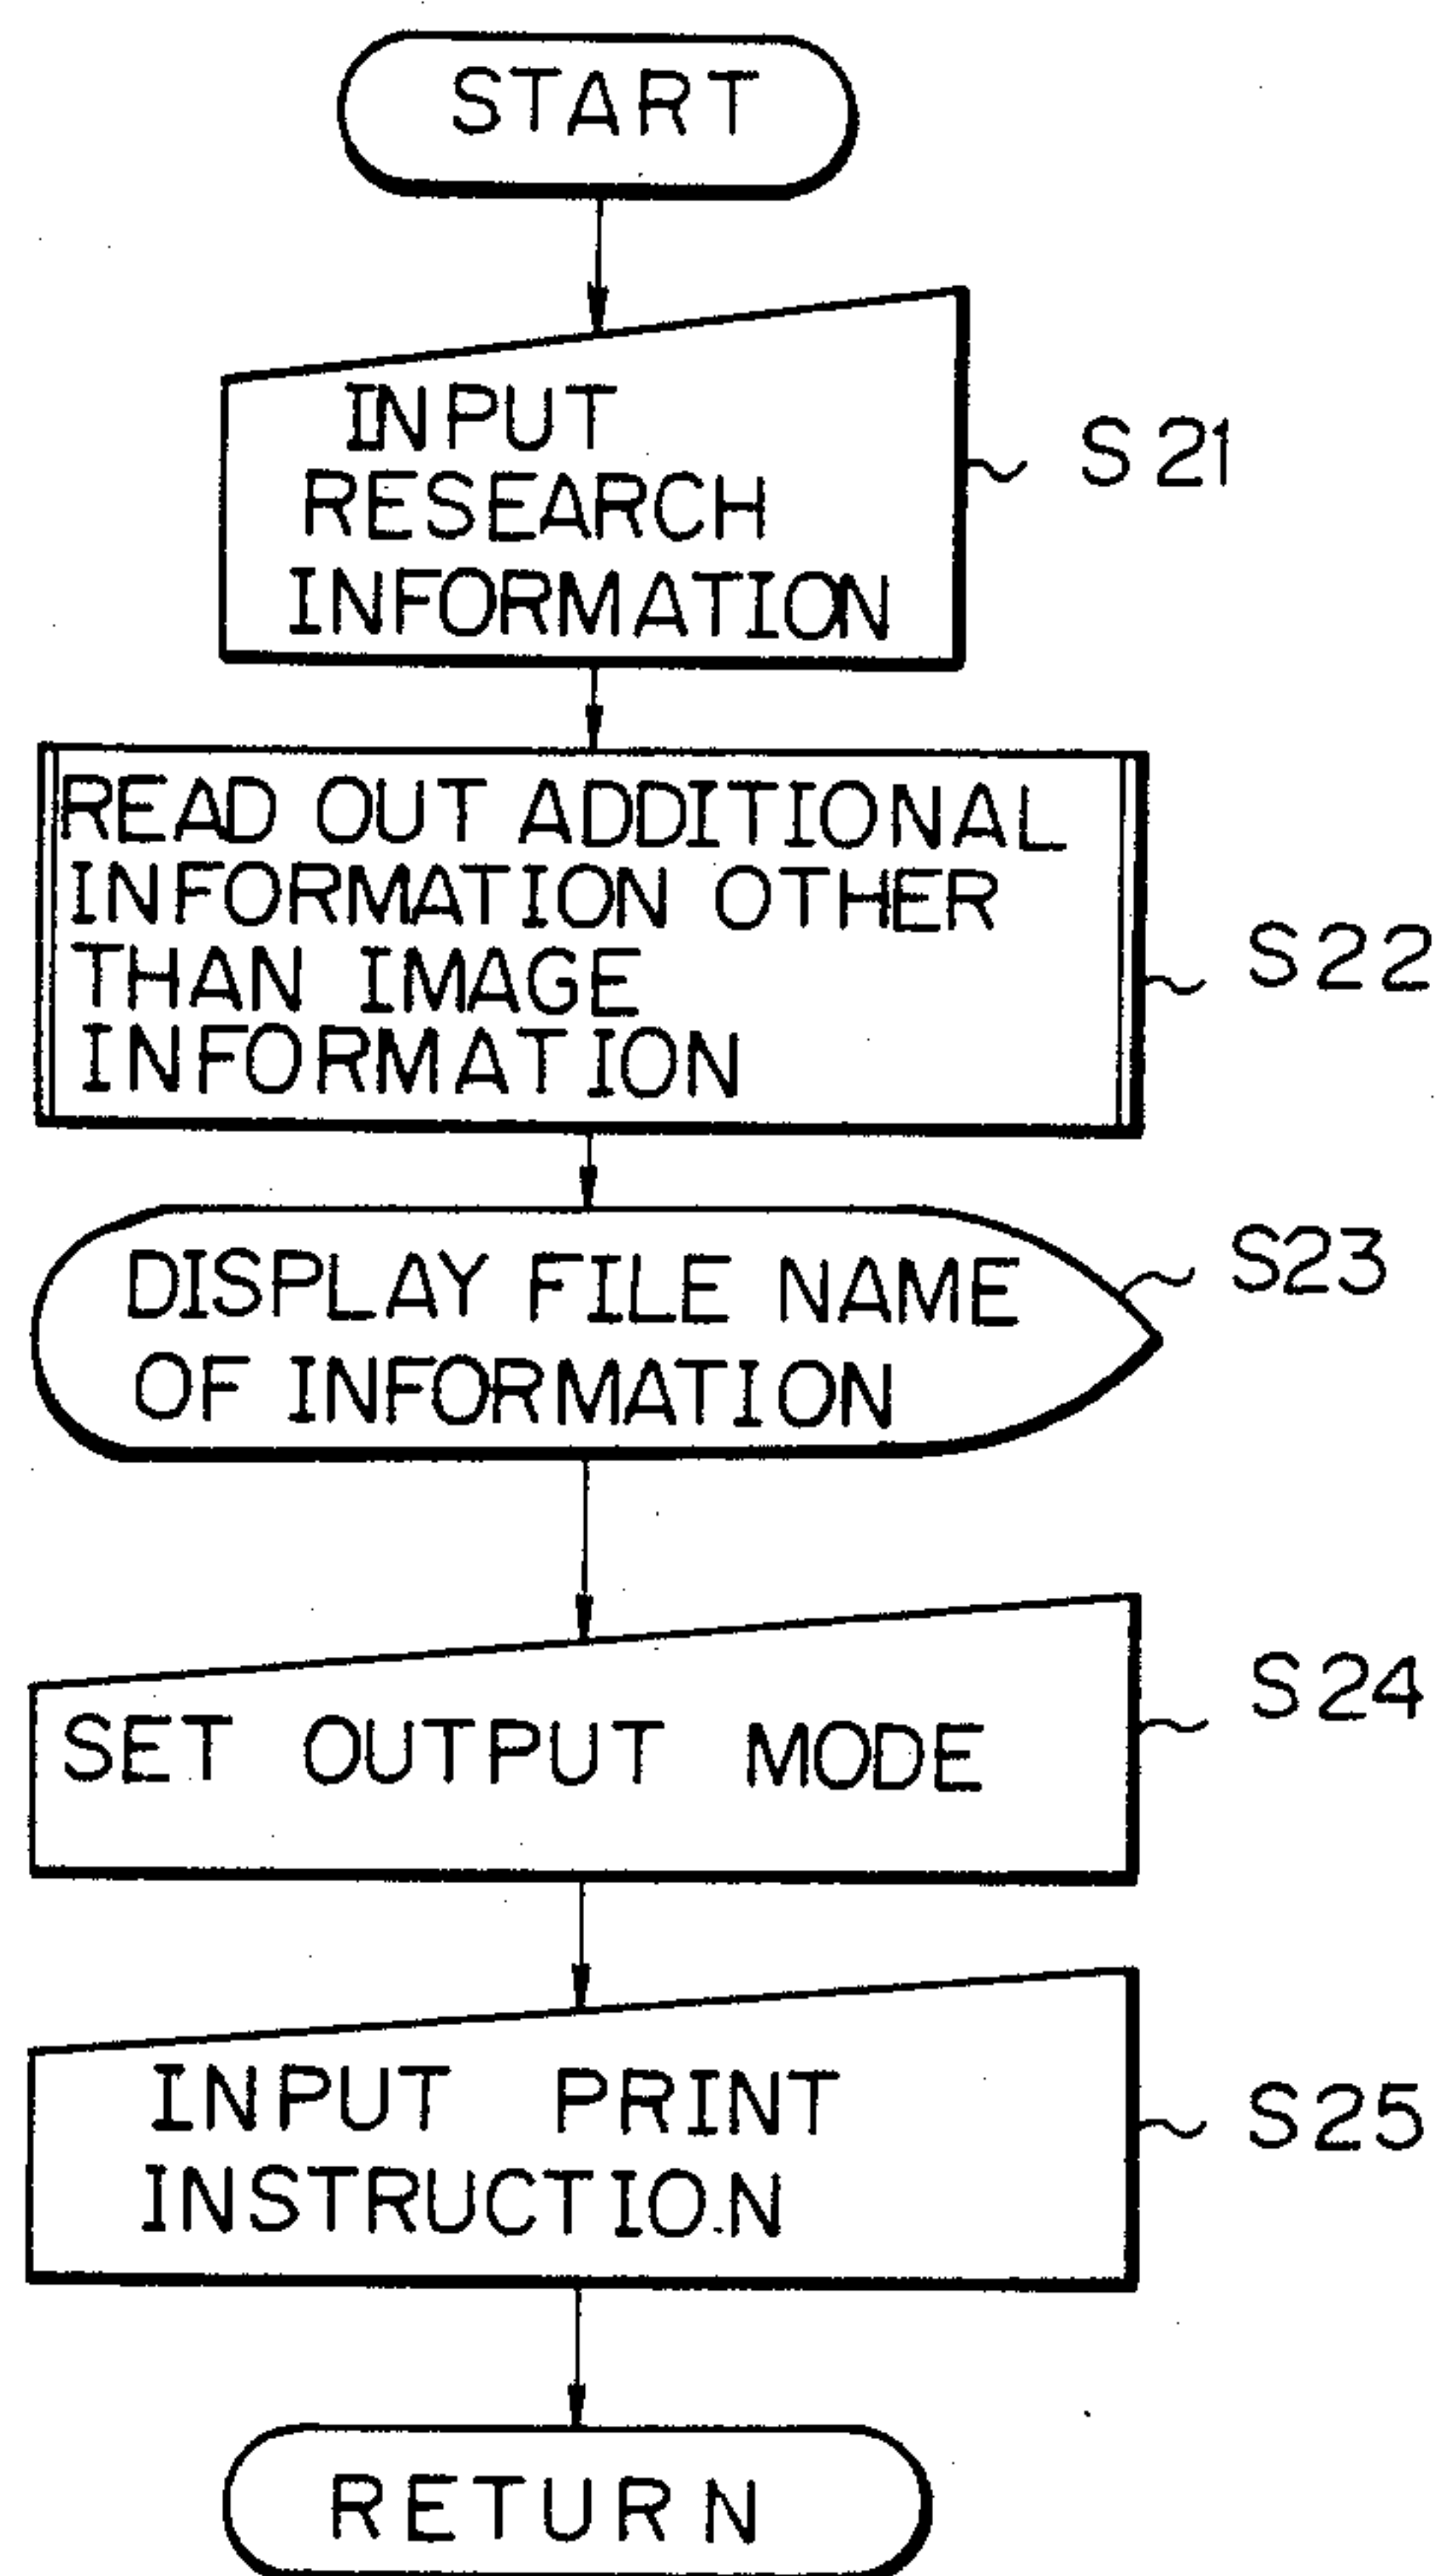 START
INPUT
RESEARCH
INFORMATION
S21
READ OUT ADDITIONAL
INFORMATION OTHER
THAN IMAGE
INFORMATION
S22
DISPLAY FILE NAME
OF INFORMATION
S23
SET OUTPUT MODE
S24
INPUT PRINT
INSTRUCTION
S25
RETURN